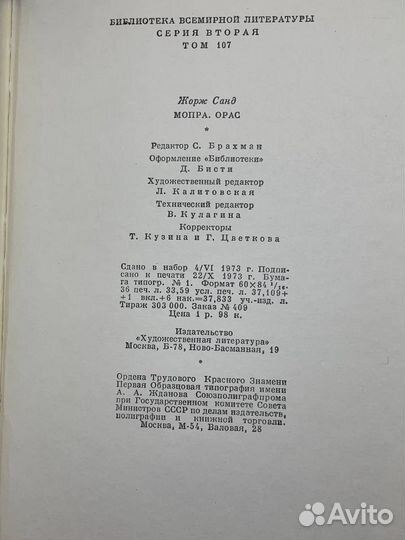 БИБЛИОТЕКА ВСЕМИРНОЙ ЛИТЕРАТУРЫ
СЕРИЯ ВТОРАЯ
ТОМ 107
Жорж Санд
МОПРА. ОРАС
*
Редактор С. Брахман
Оформление «Библиотеки»
Д. Бисти
Художественный редактор
Л. Калитовская
Технический редактор
В. Кулагина
Корректоры
Т. Кузина и Г. Цветкова
Сдано в набор 4/VI 1973 г. Подписа-
но к печати 22/X 1973 г. Бума-
га типогр. № 1. Формат 60×84 1/16.
36 печ. л. 33,59 усл. печ. л. 37,109+
+1 вкл.+6 нак.=37,833 уч.-изд. л.
Тираж 303 000. Заказ № 409
Цена 1 р. 98 к.
Издательство
«Художественная литература»
Москва, Б-78, Ново-Басманная, 19
*
Ордена Трудового Красного Знамени
Первая Образцовая типография имени
А. А. Жданова Союзполиграфпрома
при Государственном комитете Совета
Министров СССР по делам издательств,
полиграфии и книжной торговли.
Москва, М-54, Валовая, 28
Avito